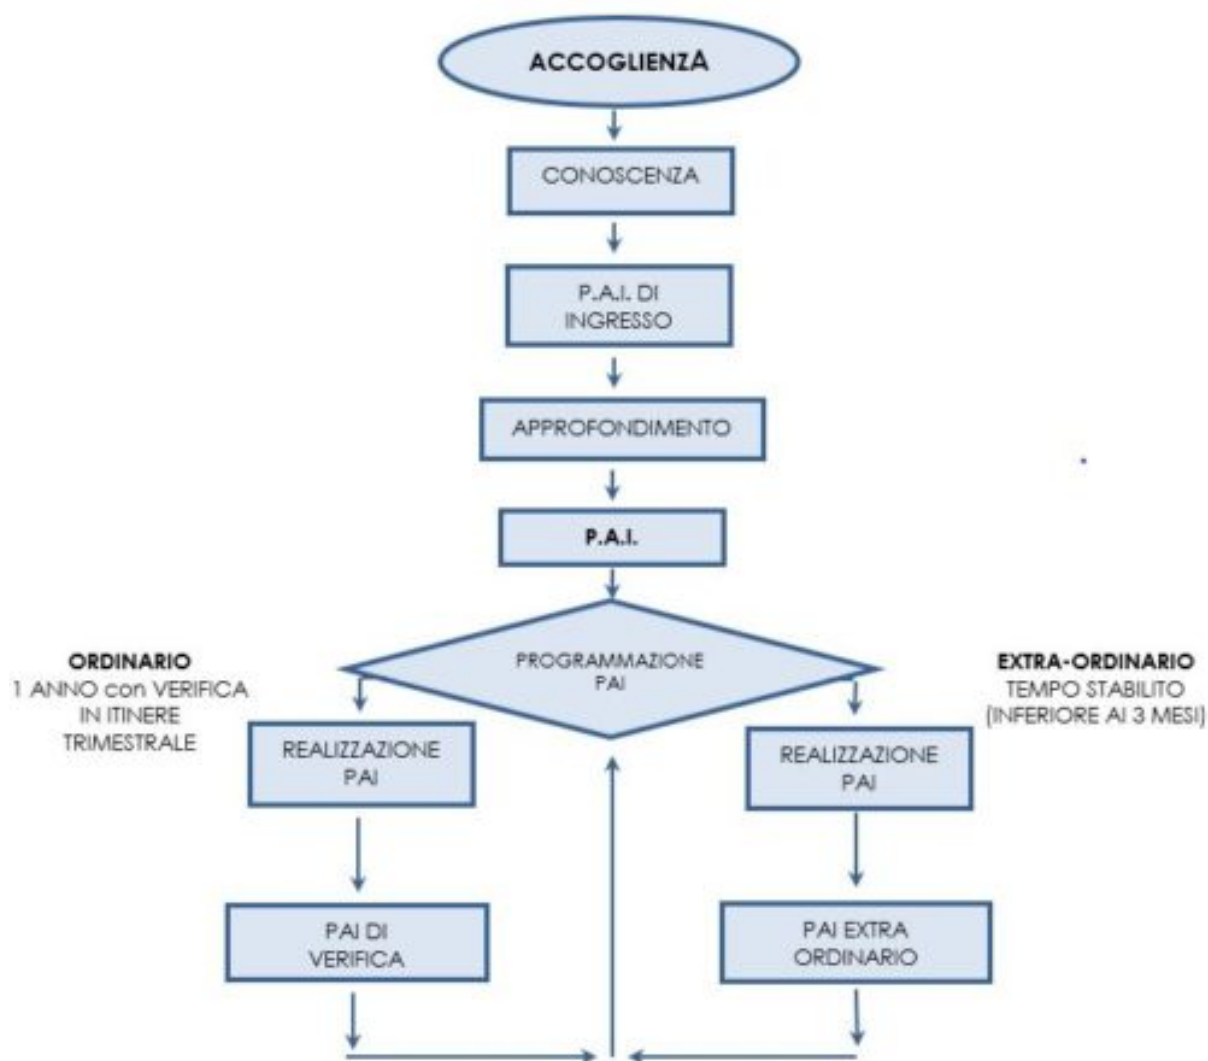 ACCOGLIENZA
CONOSCENZA
P.A.I. DI
INGRESSO
APPROFONDIMENTO
P.A.I.
PROGRAMMAZIONE
PAI
ORDINARIO
1 ANNO con VERIFICA
IN ITINERE
TRIMESTRALE
EXTRA-ORDINARIO
TEMPO STABILITO
(INFERIORE AI 3 MESI)
REALIZZAZIONE
PAI
REALIZZAZIONE
PAI
PAI DI
VERIFICA
PAI EXTRA
ORDINARIO